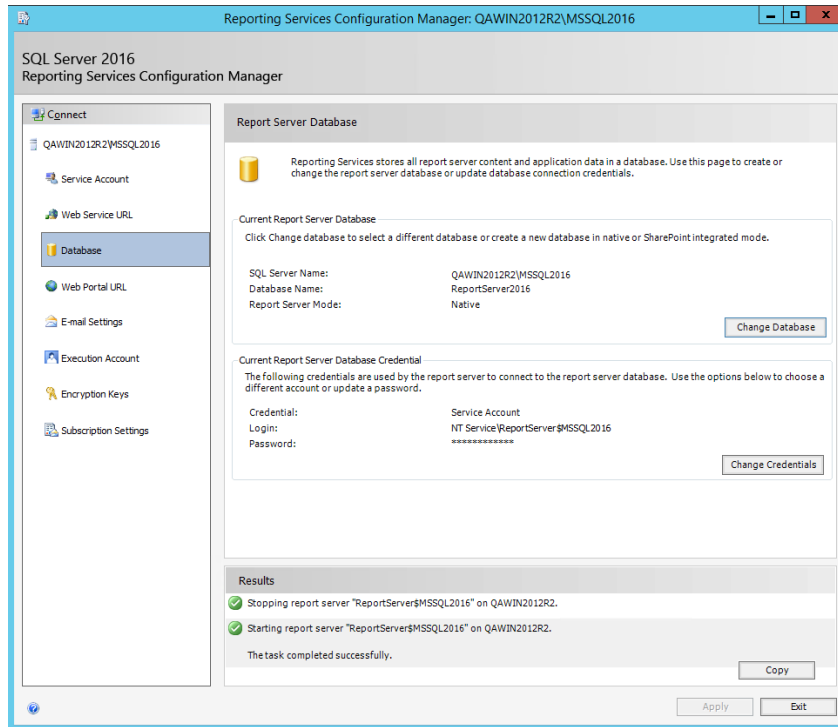 Reporting Services Configuration Manager: QAWIN2012R2\MSSQL2016
SQL Server 2016
Reporting Services Configuration Manager
Connect
QAWIN2012R2\MSSQL2016
Service Account
Web Service URL
Database
Web Portal URL
E-mail Settings
Execution Account
Encryption Keys
Subscription Settings
Report Server Database
Reporting Services stores all report server content and application data in a database. Use this page to create or
change the report server database or update database connection credentials.
Current Report Server Database
Click Change database to select a different database or create a new database in native or SharePoint integrated mode.
SQL Server Name: QAWIN2012R2\MSSQL2016
Database Name: ReportServer2016
Report Server Mode: Native
Change Database
Current Report Server Database Credential
The following credentials are used by the report server to connect to the report server database. Use the options below to choose a
different account or update a password.
Credential: Service Account
Login: NT Service\ReportServer$MSSQL2016
Password: ************
Change Credentials
Results
Stopping report server "ReportServer$MSSQL2016" on QAWIN2012R2.
Starting report server "ReportServer$MSSQL2016" on QAWIN2012R2.
The task completed successfully.
Copy
Apply Exit